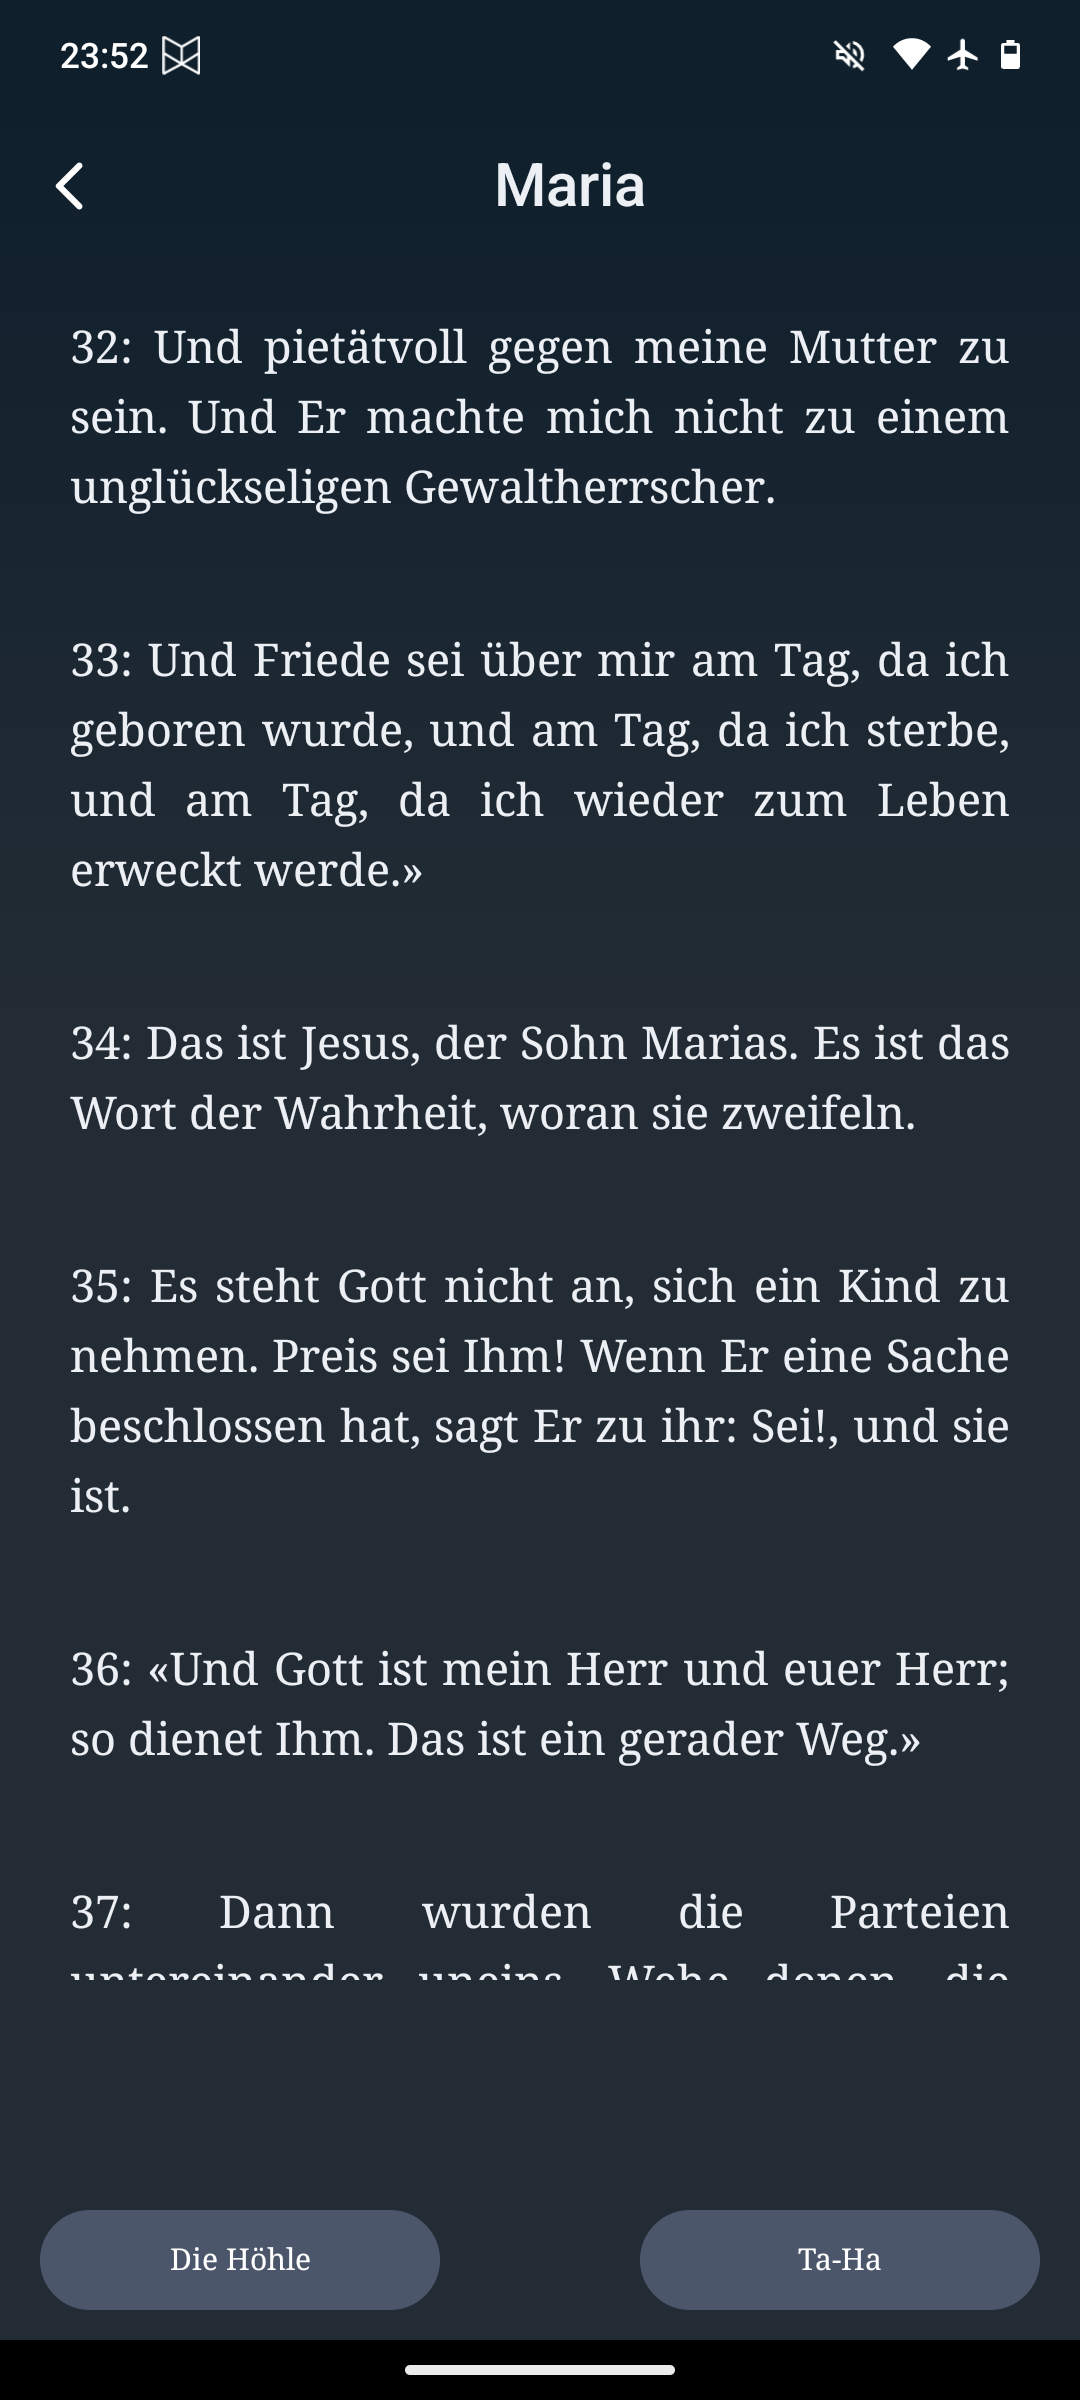 23:52
Maria
32: Und pietätvoll gegen meine Mutter zu
sein. Und Er machte mich nicht zu einem
unglückseligen Gewaltherrscher.
33: Und Friede sei über mir am Tag, da ich
geboren wurde, und am Tag, da ich sterbe,
und am Tag, da ich wieder zum Leben
erweckt werde.»
34: Das ist Jesus, der Sohn Marias. Es ist das
Wort der Wahrheit, woran sie zweifeln.
35: Es steht Gott nicht an, sich ein Kind zu
nehmen. Preis sei Ihm! Wenn Er eine Sache
beschlossen hat, sagt Er zu ihr: Sei!, und sie
ist.
36: «Und Gott ist mein Herr und euer Herr;
so dienet Ihm. Das ist ein gerader Weg.»
37: Dann wurden die Parteien
untereinander uneins. Wehe denen, die
Die Höhle
Ta-Ha